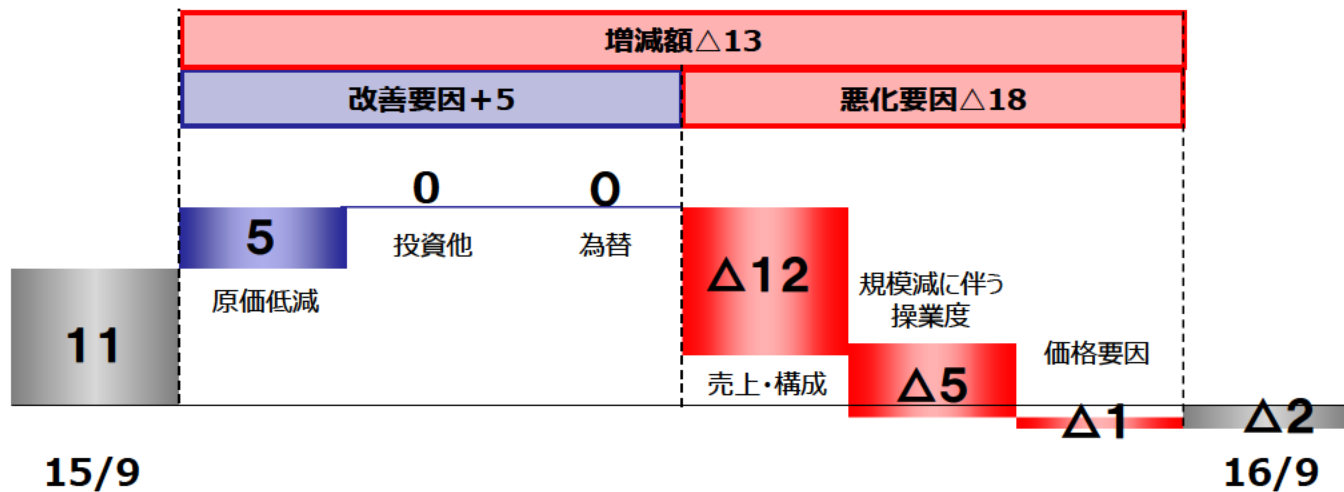 増減額△13
改善要因＋5
悪化要因△18
11
5
原価低減
0
投資他
0
為替
△12
売上・構成
規模減に伴う
操業度
△5
価格要因
△1
△2
15/9
16/9